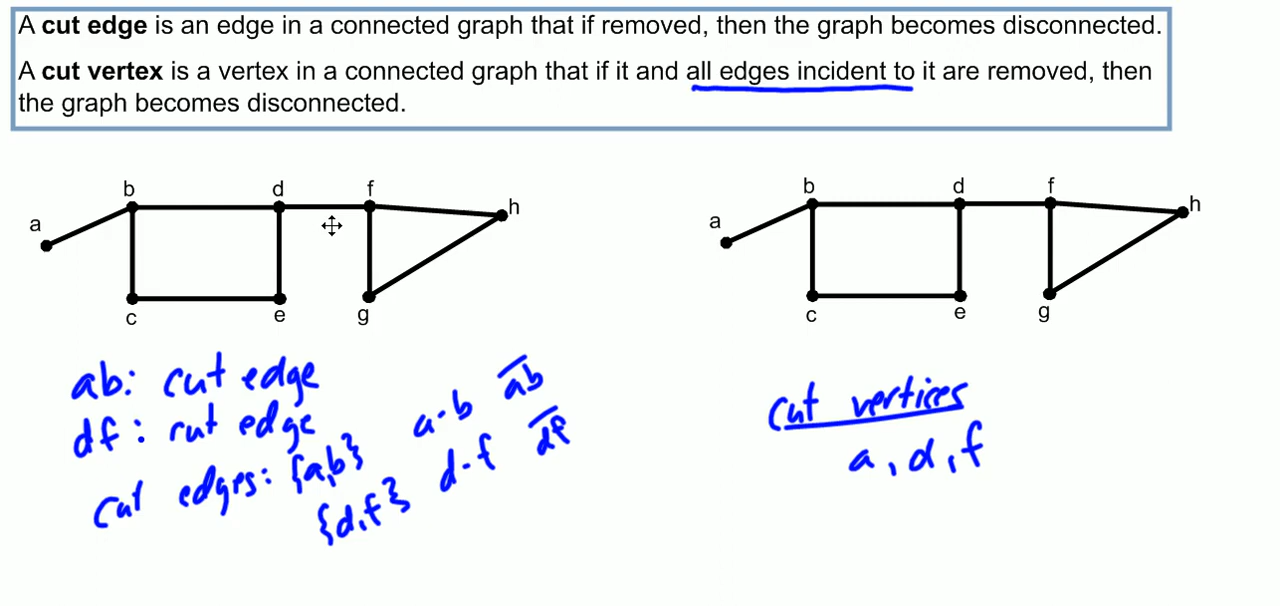 A cut edge is an edge in a connected graph that if removed, then the graph becomes disconnected.
A cut vertex is a vertex in a connected graph that if it and all edges incident to it are removed, then
the graph becomes disconnected.
a
b
d
f
h
c
e
g
a
b
d
f
h
c
e
g
ab: cut edge
df: cut edge
cut edges: {a,b}
{d,f}
a-b
d-f
ab
df
cut vertices
a, d, f